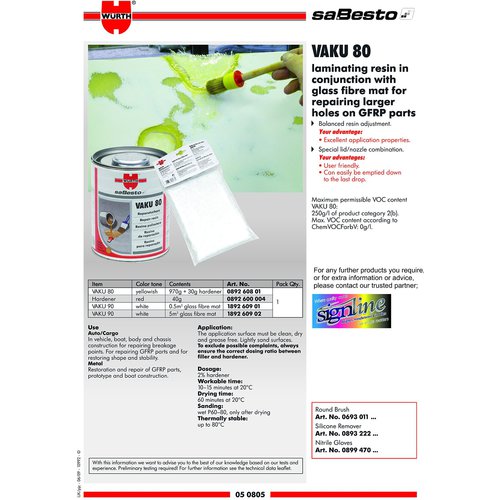 WÜRTH
saBesto
VAKU 80
laminating resin in
conjunction with
glass fibre mat for
repairing larger
holes on GFRP parts
Balanced resin adjustment.
Your advantage:
• Excellent application properties.
Special lid/nozzle combination.
Your advantages:
• User friendly.
• Can easily be emptied down
to the last drop.
Maximum permissible VOC content
VAKU 80:
250g/l of product category 2(b).
Max. VOC content according to
ChemVOCFarbV: 0g/l.
WÜRTH
saBesto
VAKU 80
Item Color tone Contents Art. No. Pack Qty.
VAKU 80 yellowish 970g + 30g hardener 0892 608 01
Hardener red 40g 0892 600 004 1
VAKU 90 white 0.5m² glass fibre mat 1892 609 01
VAKU 90 white 5m² glass fibre mat 1892 609 02
For any further products you require,
or for extra information or advice,
please contact our trusted partner;
signline
Use
Auto/Cargo
In vehicle, boat, body and chassis
construction for repairing breakage
points. For repairing GFRP parts and for
restoring shape and stability.
Metal
Restoration and repair of GFRP parts,
prototype and boat construction.
Application:
The application surface must be clean, dry
and grease free. Lightly sand surfaces.
To exclude possible complaints, always
ensure the correct dosing ratio between
filler and hardener.
Dosage:
2% hardener
Workable time:
10–15 minutes at 20°C
Drying time:
60 minutes at 20°C
Sanding:
wet P60–80, only after drying
Thermally stable:
up to 80°C
Round Brush
Art. No. 0693 011 ...
Silicone Remover
Art. No. 0893 222 ...
Nitrile Gloves
Art. No. 0899 470 ...
With this information we want to advise you to the best of our knowledge based on our tests and
experience. Preliminary testing required! For further information see the technical data leaflet.
05 0805